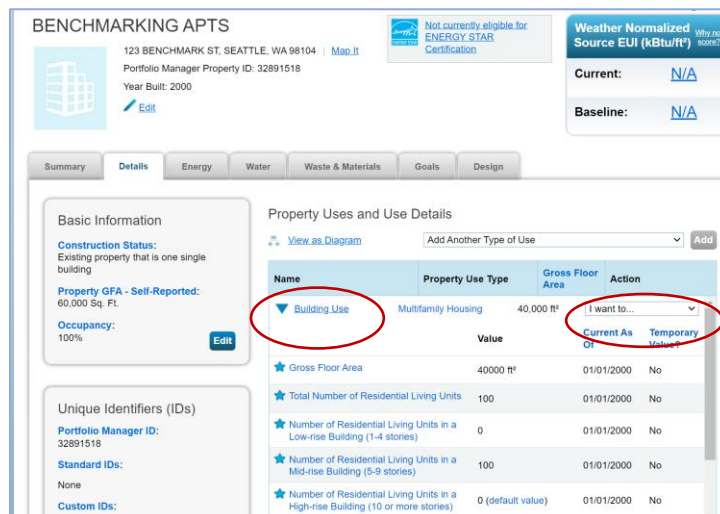 BENCHMARKING APTS
123 BENCHMARK ST, SEATTLE, WA 98104 | Map It
Portfolio Manager Property ID: 32891518
Year Built: 2000
Edit
Not currently eligible for
ENERGY STAR
Certification
Weather Normalized
Source EUI (kBtu/ft²)
Why no
score?
Current: N/A
Baseline: N/A
Summary Details Energy Water Waste & Materials Goals Design
Basic Information
Construction Status:
Existing property that is one single
building
Property GFA - Self-Reported:
60,000 Sq. Ft.
Occupancy:
100%
Edit
Unique Identifiers (IDs)
Portfolio Manager ID:
32891518
Standard IDs:
None
Custom IDs:
Property Uses and Use Details
View as Diagram Add Another Type of Use Add
Name Property Use Type Gross Floor Area Action
Building Use Multifamily Housing 40,000 ft² I want to...
Value Current As Of Temporary Value?
Gross Floor Area 40000 ft² 01/01/2000 No
Total Number of Residential Living Units 100 01/01/2000 No
Number of Residential Living Units in a
Low-rise Building (1-4 stories) 0 01/01/2000 No
Number of Residential Living Units in a
Mid-rise Building (5-9 stories) 100 01/01/2000 No
Number of Residential Living Units in a
High-rise Building (10 or more stories) 0 (default value) 01/01/2000 No